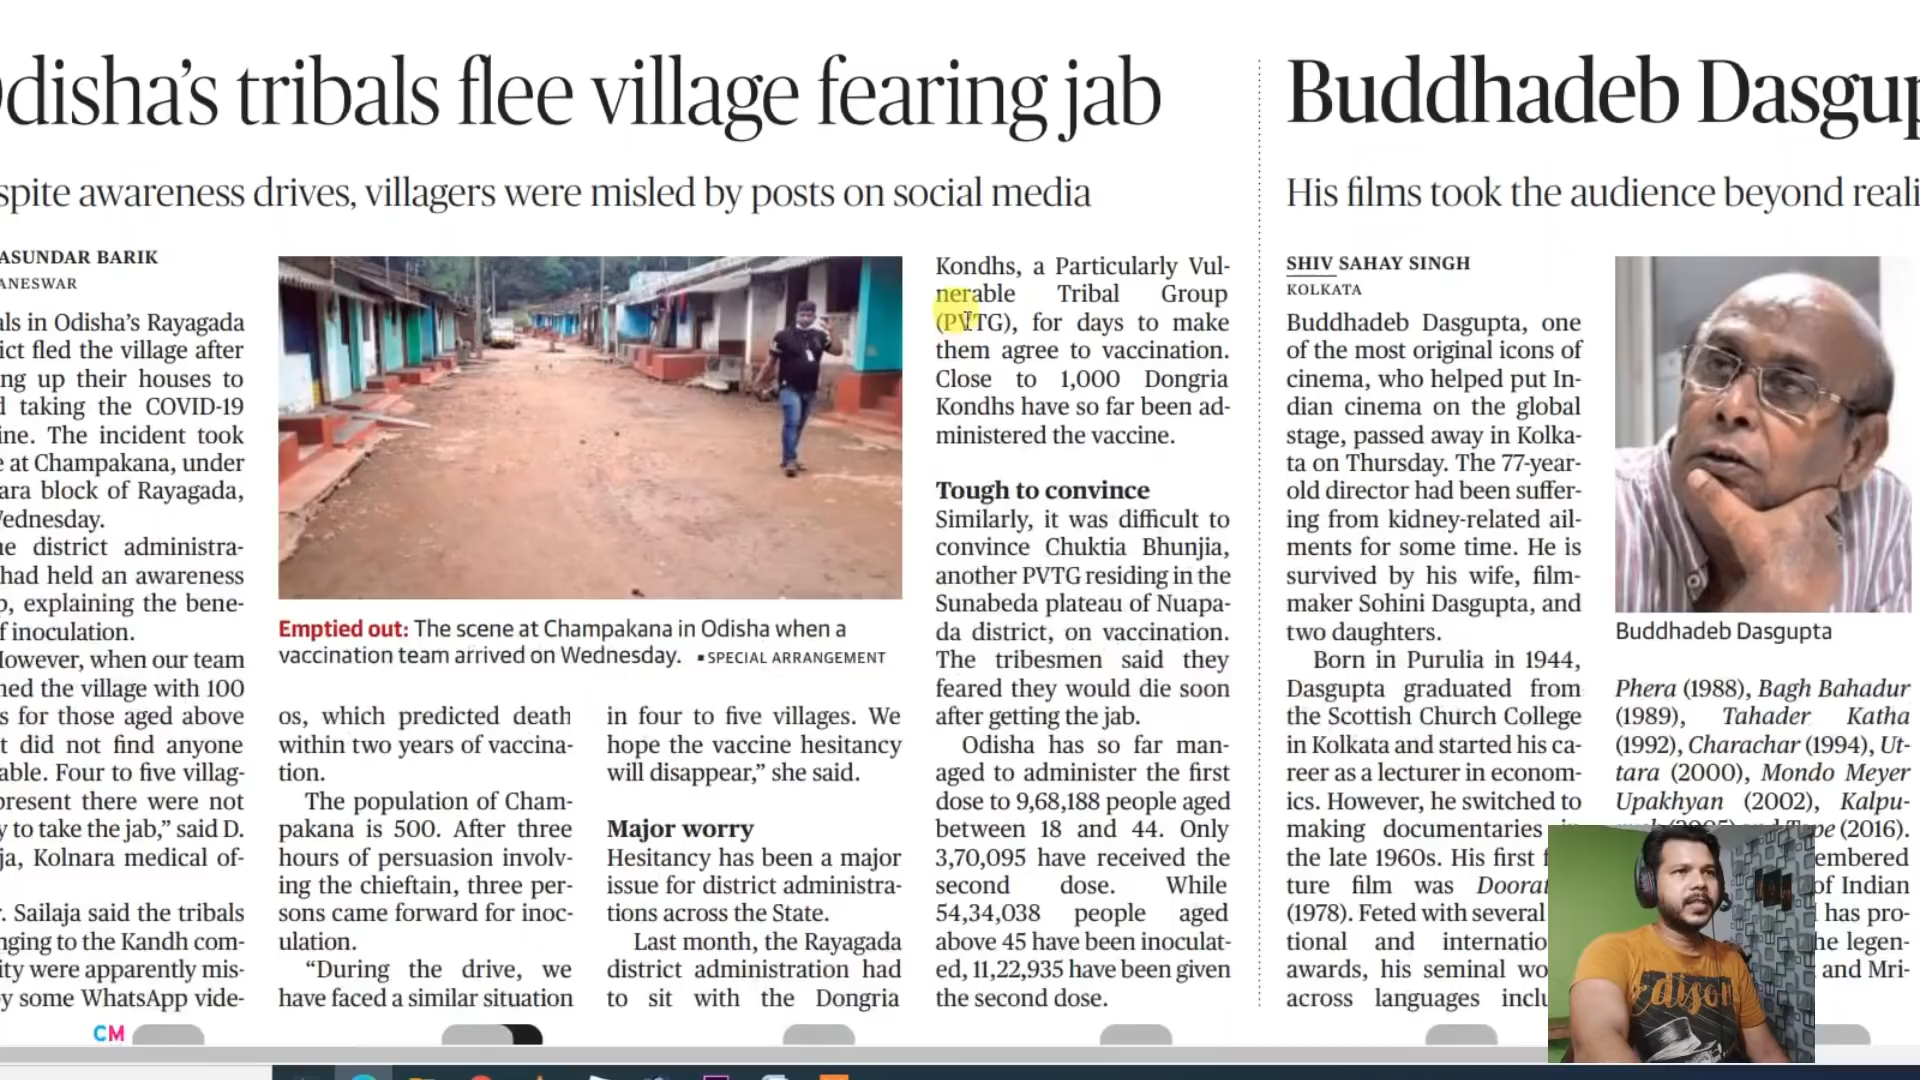 disha's tribals flee village fearing jab
spite awareness drives, villagers were misled by posts on social media
ASUNDAR BARIK
ANESWAR
als in Odisha's Rayagada
ict fled the village after
ng up their houses to
d taking the COVID-19
ine. The incident took
e at Champakana, under
ara block of Rayagada,
Wednesday.
he district administra-
had held an awareness
p, explaining the bene-
f inoculation.
However, when our team
hed the village with 100
s for those aged above
t did not find anyone
able. Four to five villag-
present there were not
y to take the jab," said D.
ja, Kolnara medical of-
r. Sailaja said the tribals
nging to the Kandh com-
ity were apparently mis-
by some WhatsApp vide-
Emptied out: The scene at Champakana in Odisha when a
vaccination team arrived on Wednesday. ▪SPECIAL ARRANGEMENT
os, which predicted death
within two years of vaccina-
tion.
The population of Cham-
pakana is 500. After three
hours of persuasion involv-
ing the chieftain, three per-
sons came forward for inoc-
ulation.
"During the drive, we
have faced a similar situation
in four to five villages. We
hope the vaccine hesitancy
will disappear," she said.
Major worry
Hesitancy has been a major
issue for district administra-
tions across the State.
Last month, the Rayagada
district administration had
to sit with the Dongria
Kondhs, a Particularly Vul-
nerable Tribal Group
(PVTG), for days to make
them agree to vaccination.
Close to 1,000 Dongria
Kondhs have so far been ad-
ministered the vaccine.
Tough to convince
Similarly, it was difficult to
convince Chuktia Bhunjia,
another PVTG residing in the
Sunabeda plateau of Nuapa-
da district, on vaccination.
The tribesmen said they
feared they would die soon
after getting the jab.
Odisha has so far man-
aged to administer the first
dose to 9,68,188 people aged
between 18 and 44. Only
3,70,095 have received the
second dose. While
54,34,038 people aged
above 45 have been inoculat-
ed, 11,22,935 have been given
the second dose.
Buddhadeb Dasgup
His films took the audience beyond reali
SHIV SAHAY SINGH
KOLKATA
Buddhadeb Dasgupta, one
of the most original icons of
cinema, who helped put In-
dian cinema on the global
stage, passed away in Kolka-
ta on Thursday. The 77-year-
old director had been suffer-
ing from kidney-related ail-
ments for some time. He is
survived by his wife, film-
maker Sohini Dasgupta, and
two daughters.
Born in Purulia in 1944,
Dasgupta graduated from
the Scottish Church College
in Kolkata and started his ca-
reer as a lecturer in econom-
ics. However, he switched to
making documentaries
the late 1960s. His first f
ture film was Doorat
(1978). Feted with several
tional and internatio
awards, his seminal wo
across languages inclu
Buddhadeb Dasgupta
Phera (1988), Bagh Bahadur
(1989), Tahader Katha
(1992), Charachar (1994), Ut-
tara (2000), Mondo Meyer
Upakhyan (2002), Kalpu-
(2016).
embered
of Indian
has pro-
he legen-
and Mri-
CM
Edison